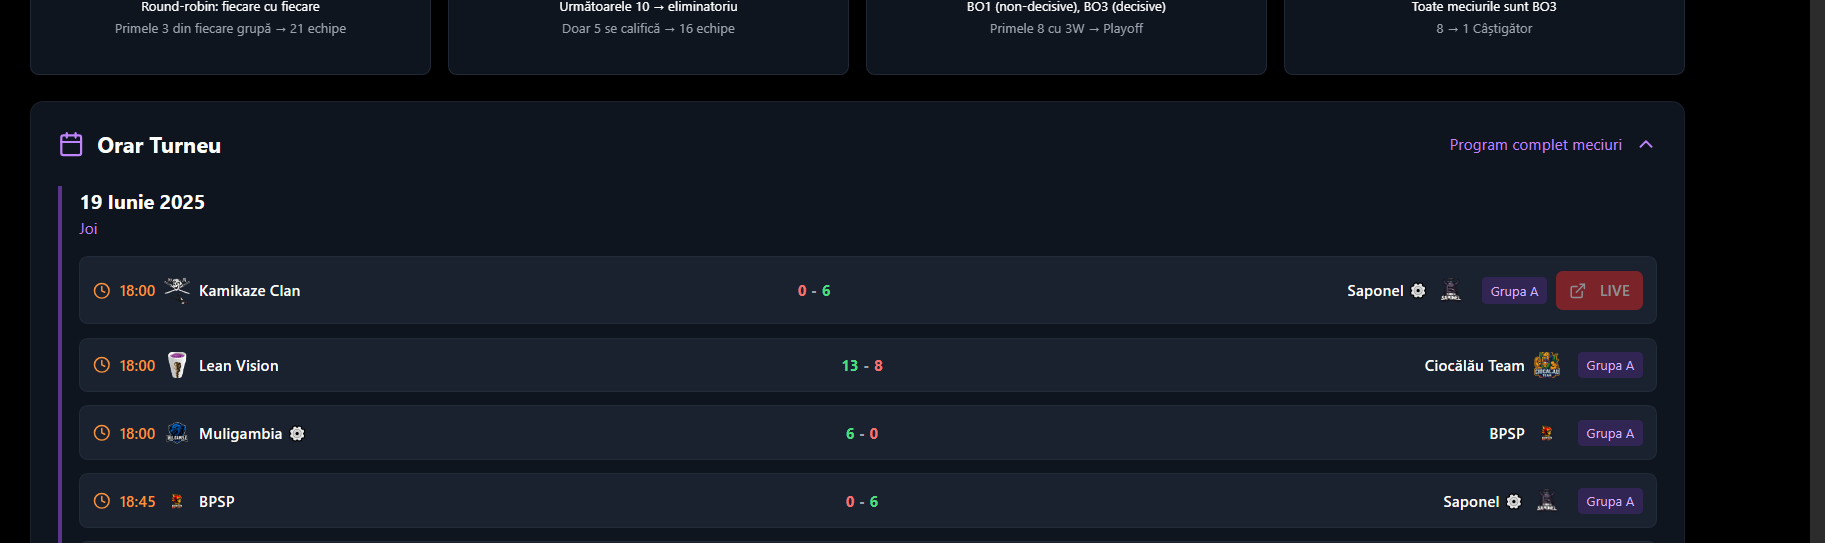 Round-robin: fiecare cu fiecare
Primele 3 din fiecare grupă → 21 echipe
Următoarele 10 → eliminatoriu
Doar 5 se califică → 16 echipe
BO1 (non-decisive), BO3 (decisive)
Primele 8 cu 3W → Playoff
Toate meciurile sunt BO3
8 → 1 Câștigător
Orar Turneu
Program complet meciuri
19 Iunie 2025
Joi
18:00 Kamikaze Clan 0 - 6 Saponel SAPONEL Grupa A LIVE
18:00 Lean Vision 13 - 8 Ciocălău Team Grupa A
18:00 Muligambia 6 - 0 BPSP Grupa A
18:45 BPSP 0 - 6 Saponel SAPONEL Grupa A